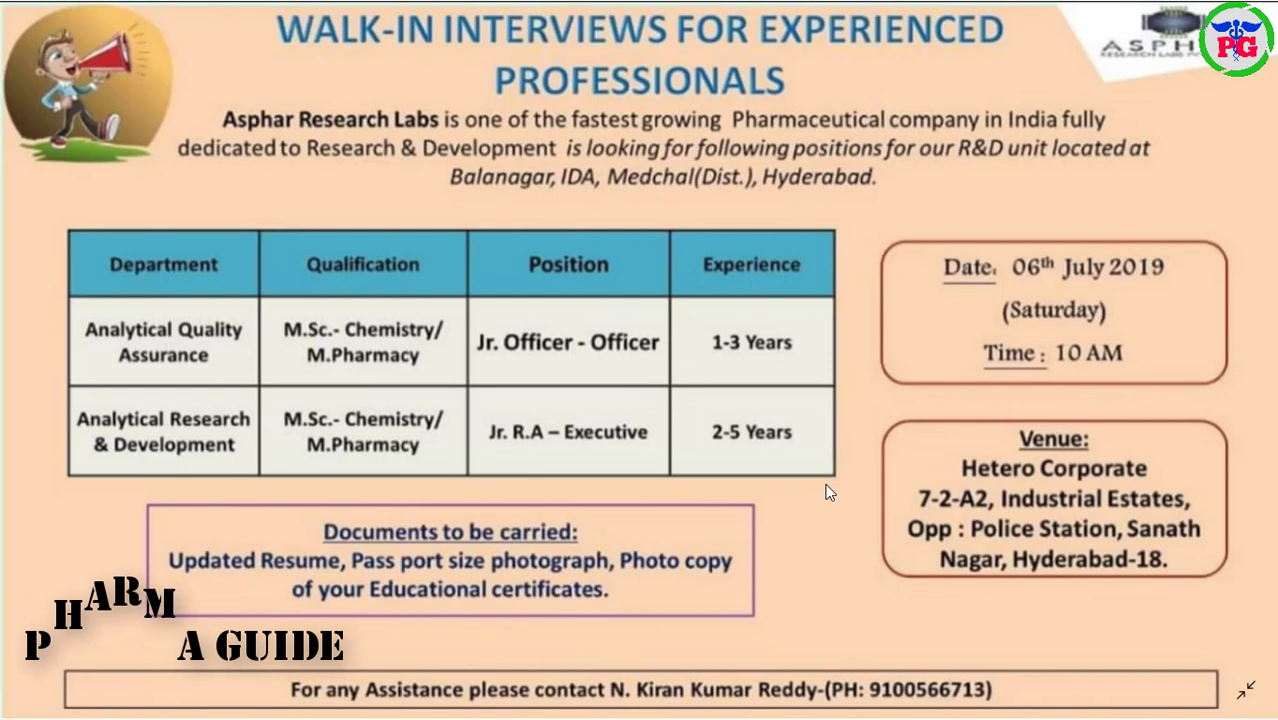 WALK-IN INTERVIEWS FOR EXPERIENCED
PROFESSIONALS
ASPH
PG
Asphar Research Labs is one of the fastest growing Pharmaceutical company in India fully
dedicated to Research & Development is looking for following positions for our R&D unit located at
Balanagar, IDA, Medchal(Dist.), Hyderabad.
Department Qualification Position Experience
Analytical Quality
Assurance
M.Sc.- Chemistry/
M.Pharmacy
Jr. Officer - Officer
1-3 Years
Analytical Research
& Development
M.Sc.- Chemistry/
M.Pharmacy
Jr. R.A – Executive
2-5 Years
Date: 06th July 2019
(Saturday)
Time : 10 AM
Venue:
Hetero Corporate
7-2-A2, Industrial Estates,
Opp : Police Station, Sanath
Nagar, Hyderabad-18.
Documents to be carried:
Updated Resume, Pass port size photograph, Photo copy
of your Educational certificates.
PHARMA GUIDE
For any Assistance please contact N. Kiran Kumar Reddy-(PH: 9100566713)